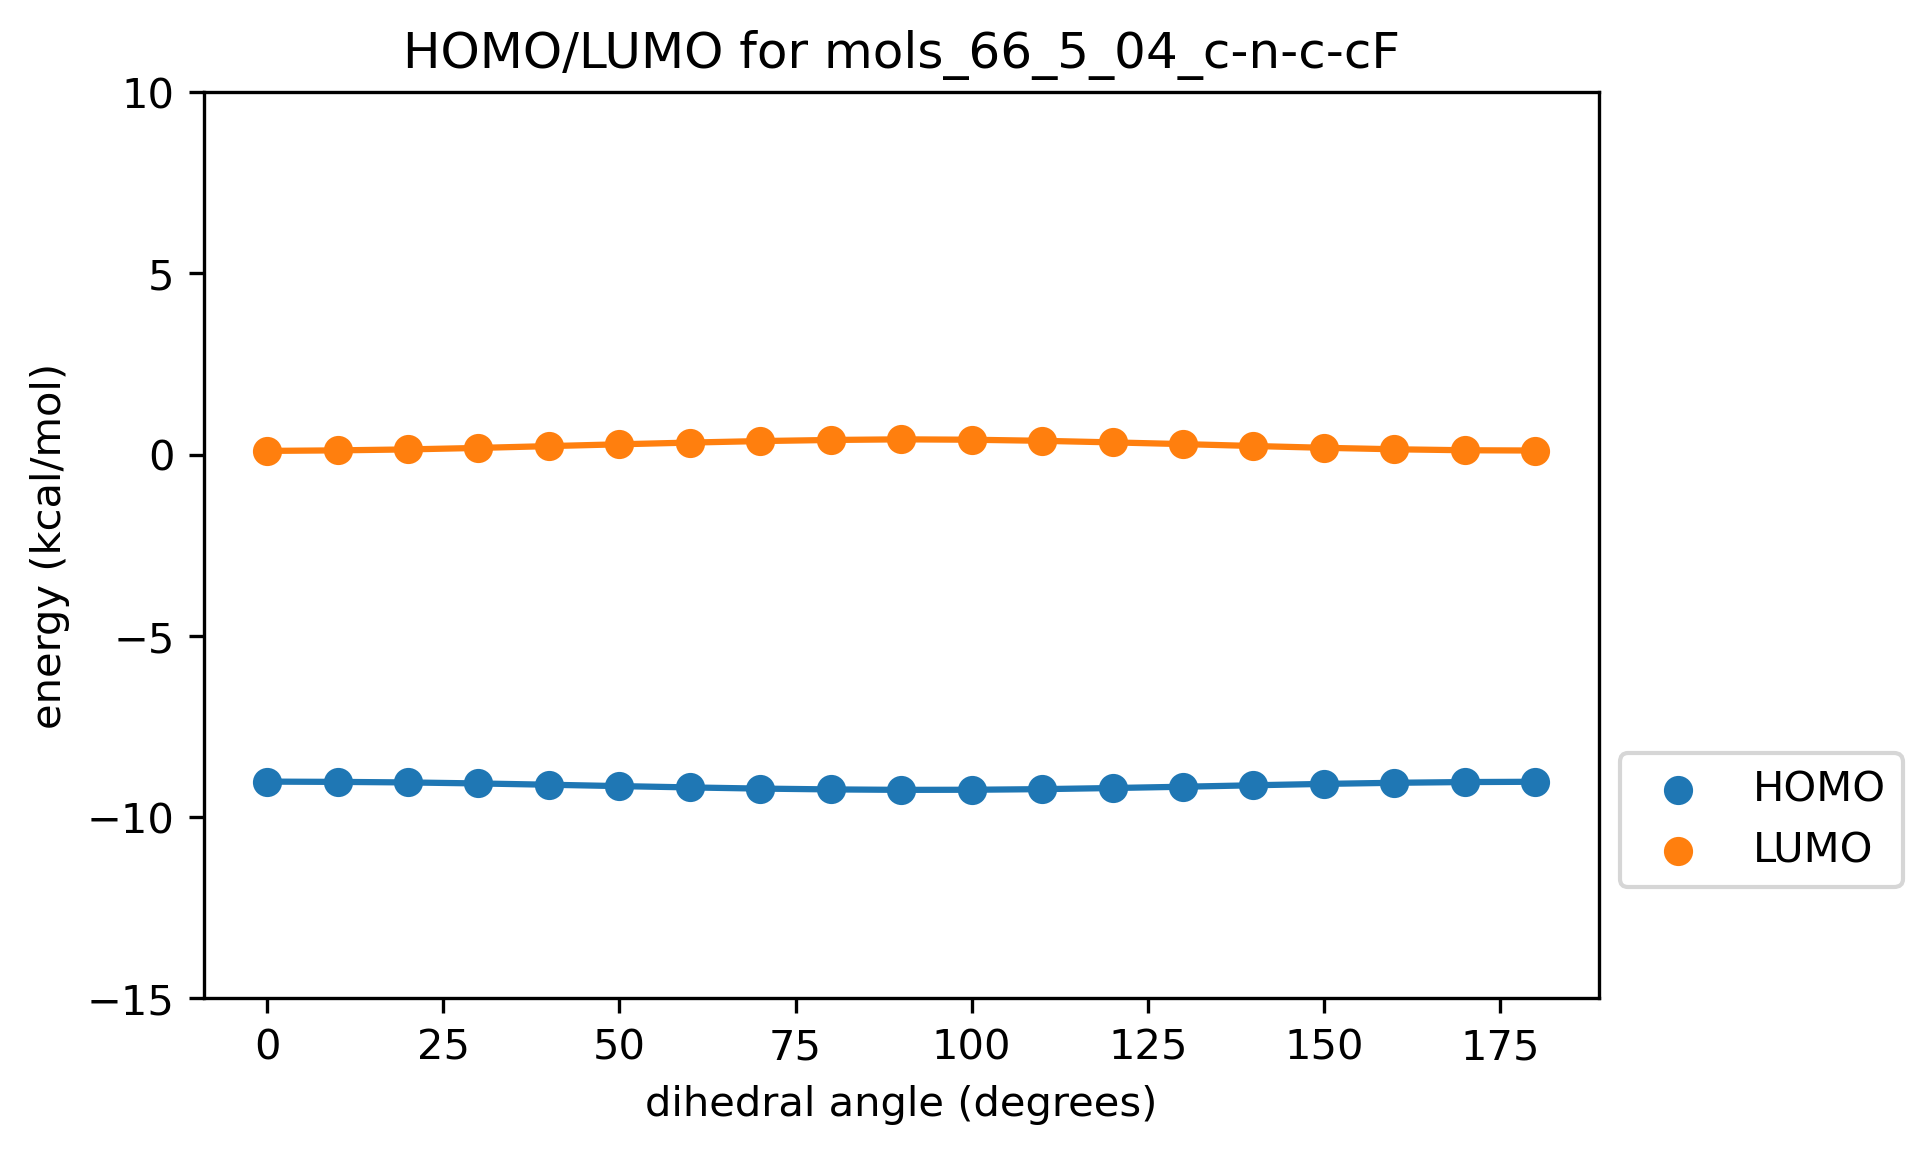 HOMO/LUMO for mols_66_5_04_c-n-c-cF
10
5
0
−5
−10
−15
energy (kcal/mol)
0 25 50 75 100 125 150 175
dihedral angle (degrees)
HOMO
LUMO